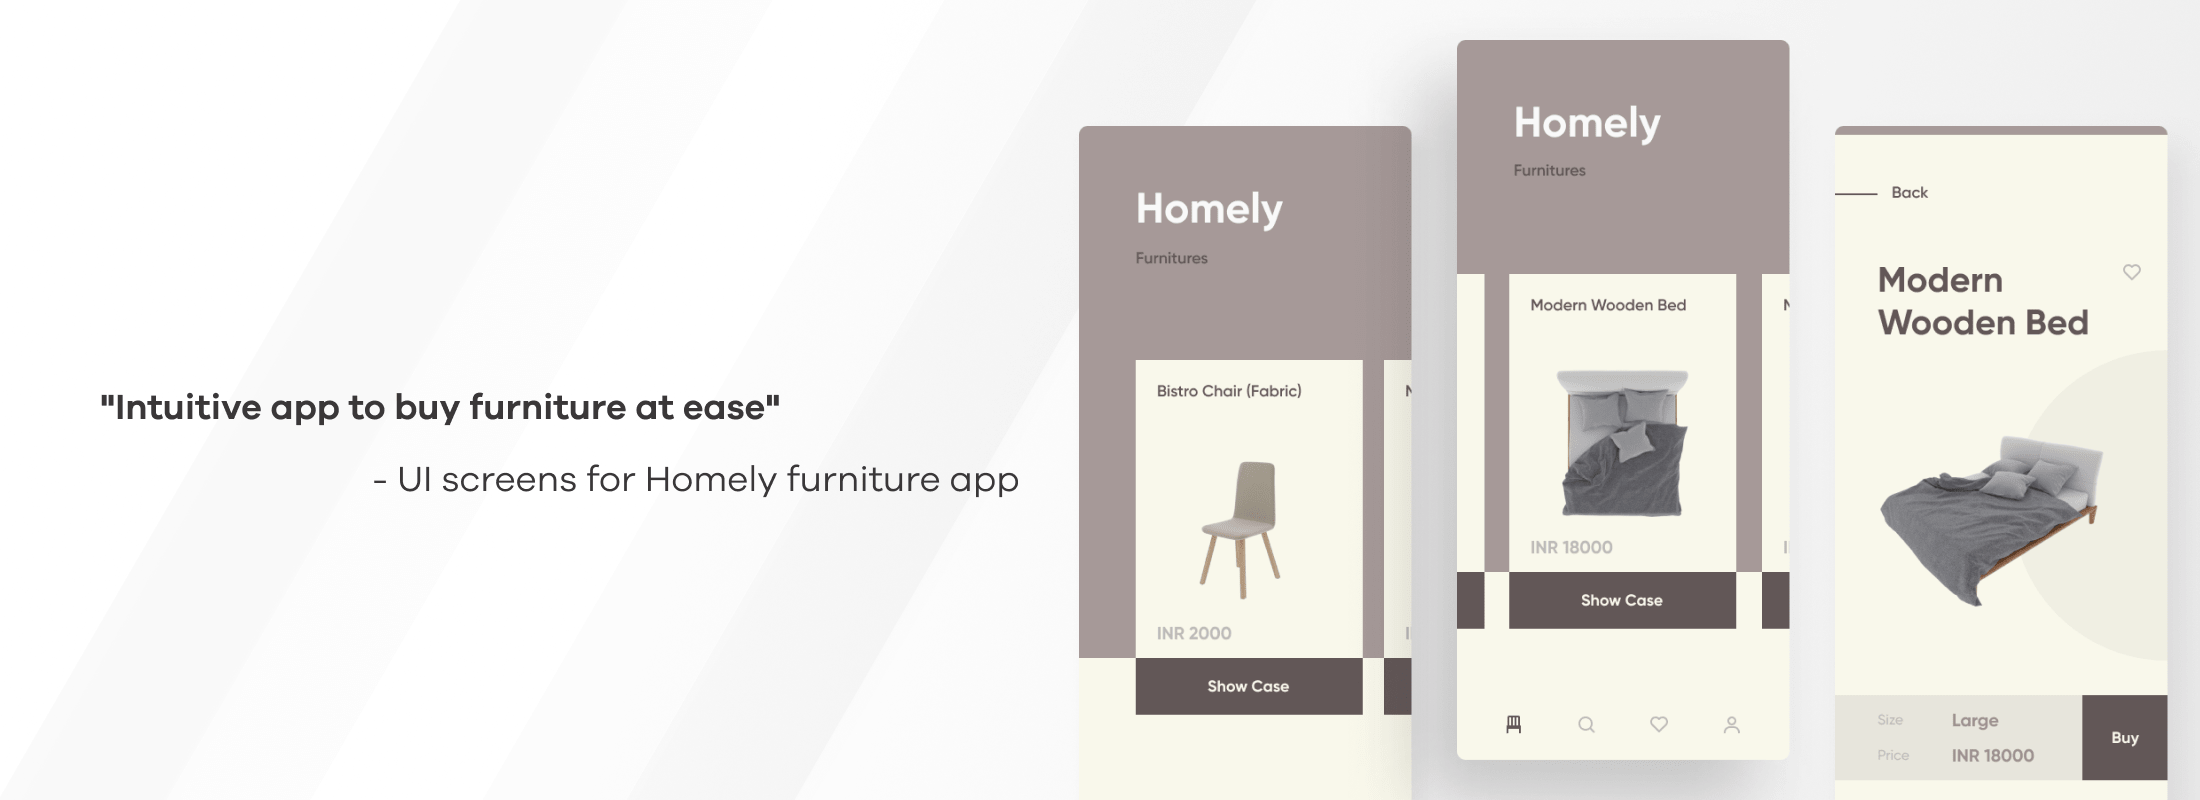 "Intuitive app to buy furniture at ease"
- UI screens for Homely furniture app
Homely
Furnitures
Bistro Chair (Fabric)
INR 2000
Show Case
Homely
Furnitures
Modern Wooden Bed
INR 18000
Show Case
Back
Modern
Wooden Bed
Size Large
Price INR 18000
Buy